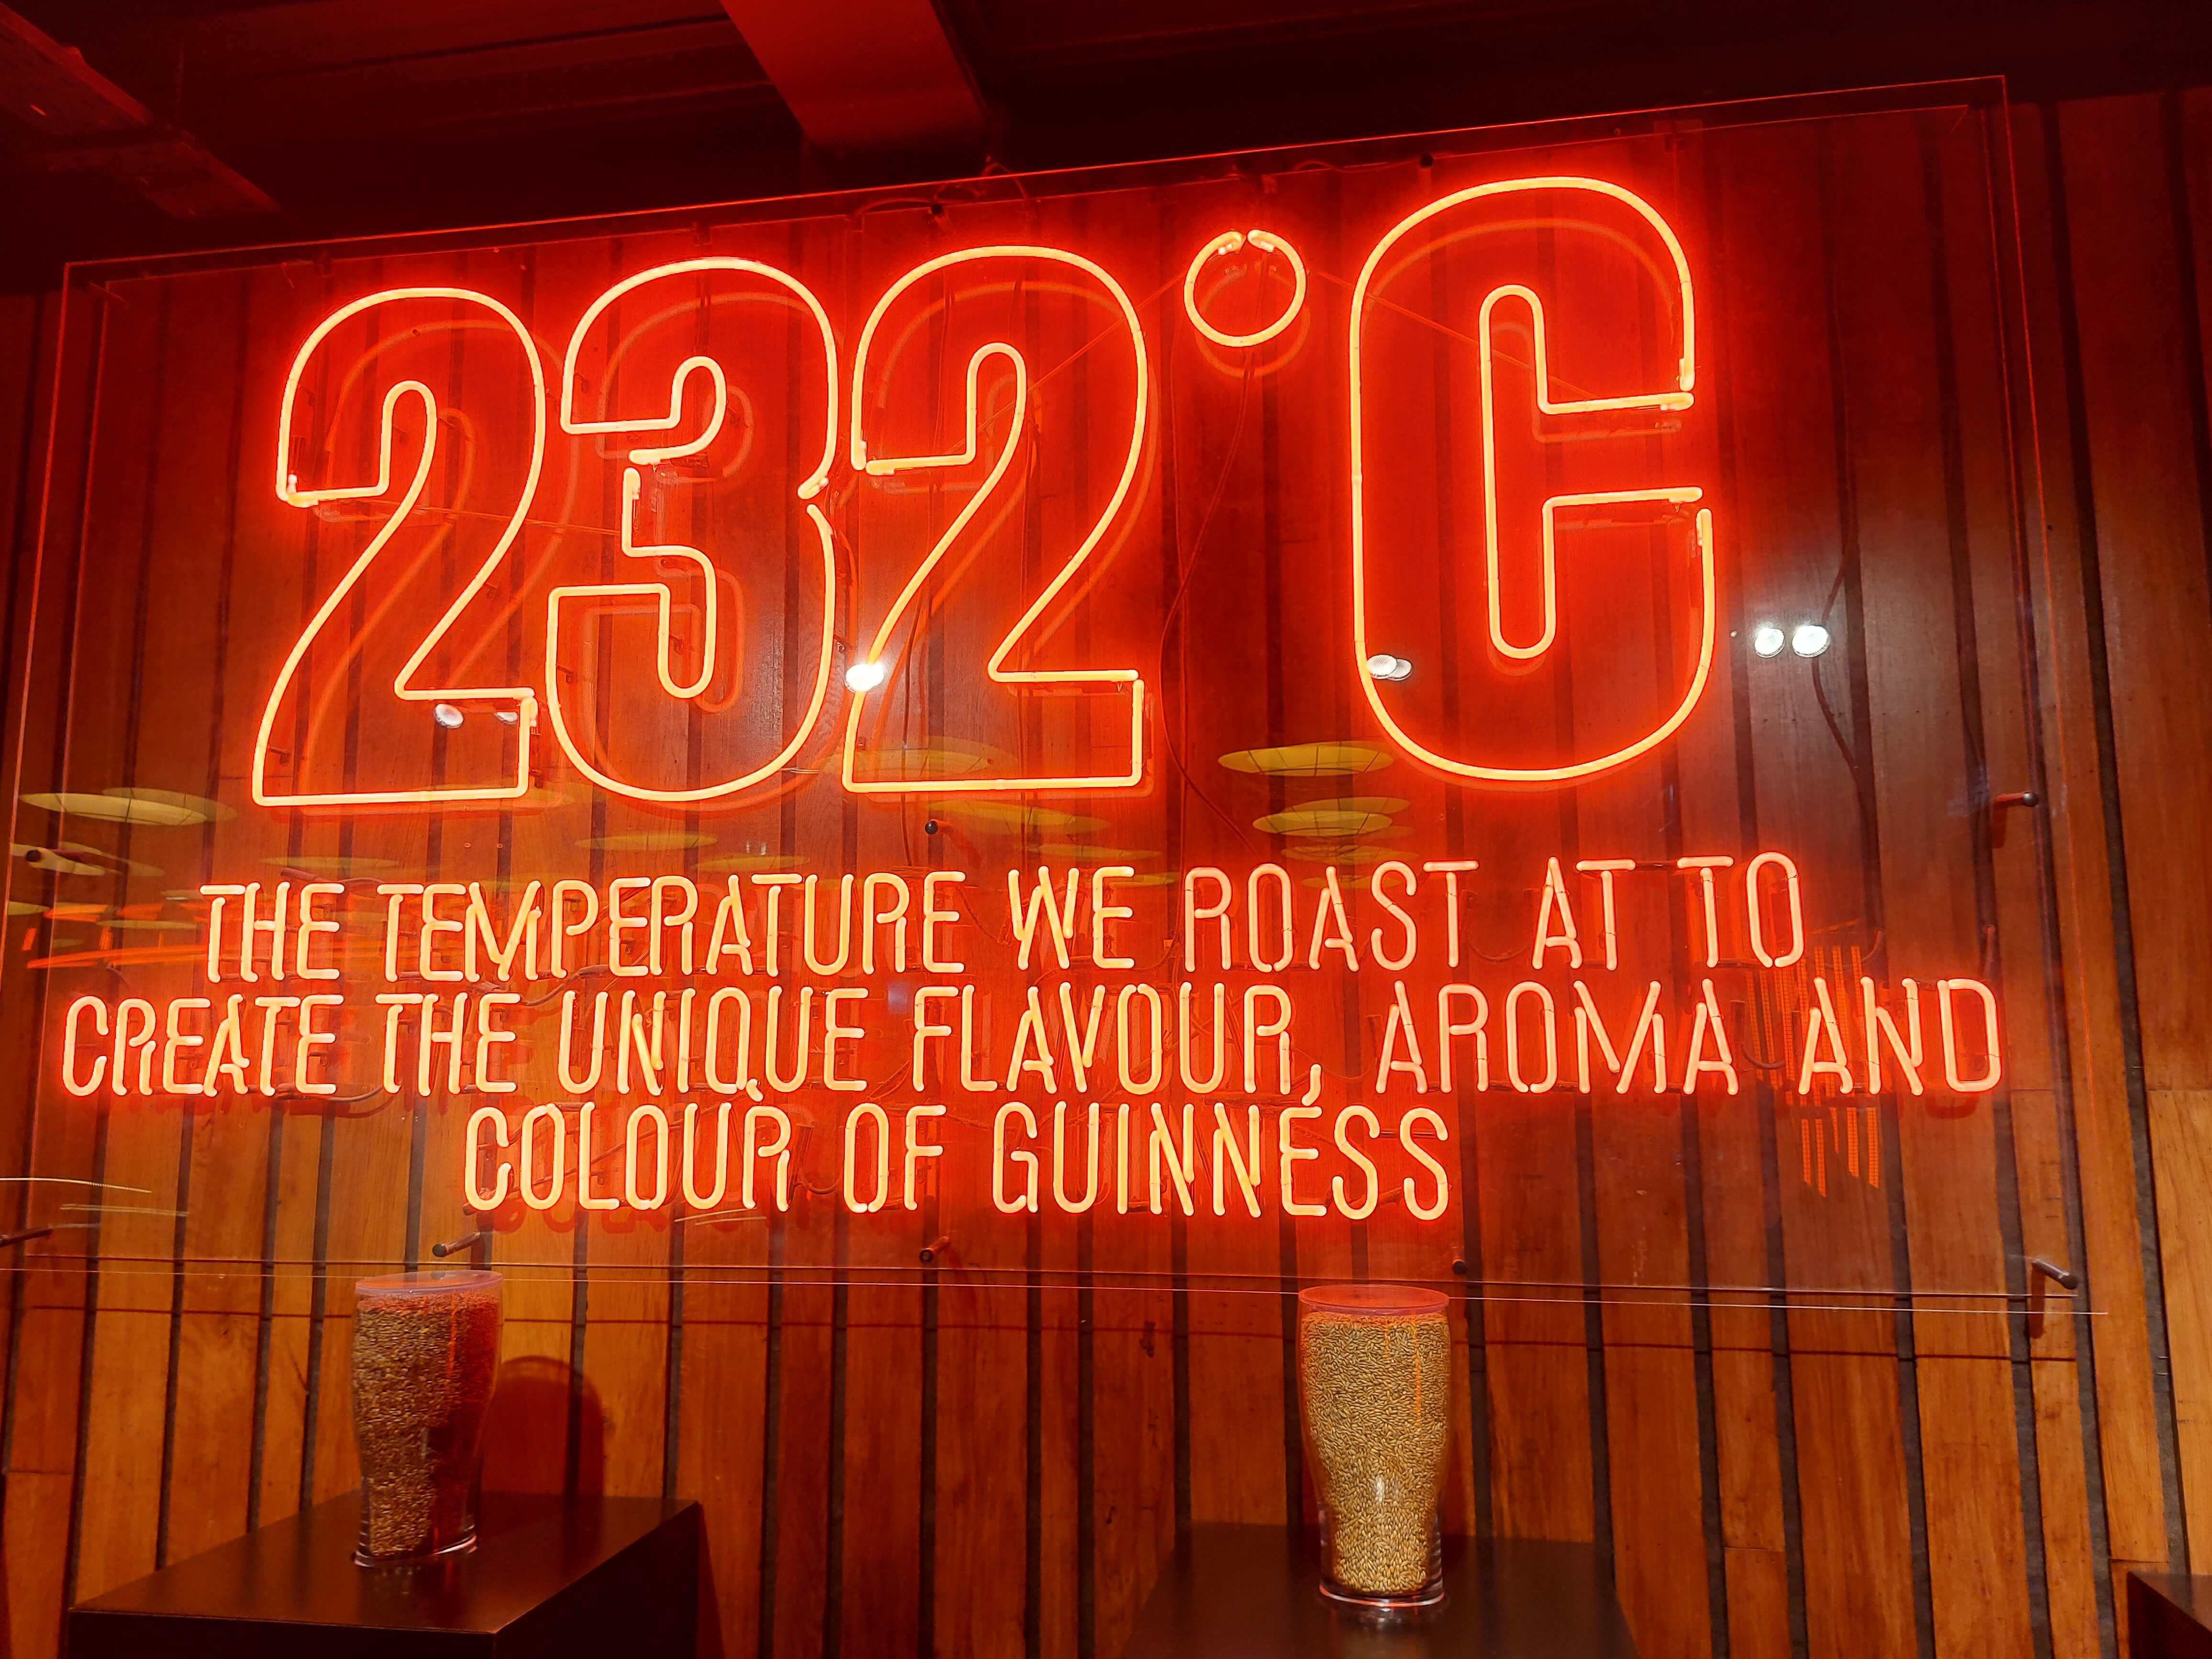 232°C
THE TEMPERATURE WE ROAST AT TO
CREATE THE UNIQUE FLAVOUR, AROMA AND
COLOUR OF GUINNESS